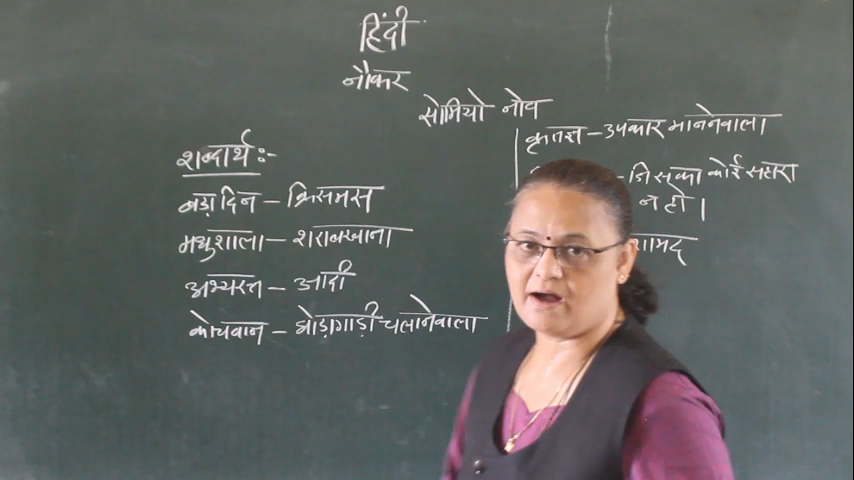 हिंदी
नौकर
सोमियो नोव
शब्दार्थ :-
बड़ा दिन – क्रिसमस
मधुशाला – शराबखाना
अभ्यस्त – आदी
कोचवान – घोड़ागाड़ी चलानेवाला
कृतज्ञ – उपकार माननेवाला
– जिसका कोई सहारा
न हो।